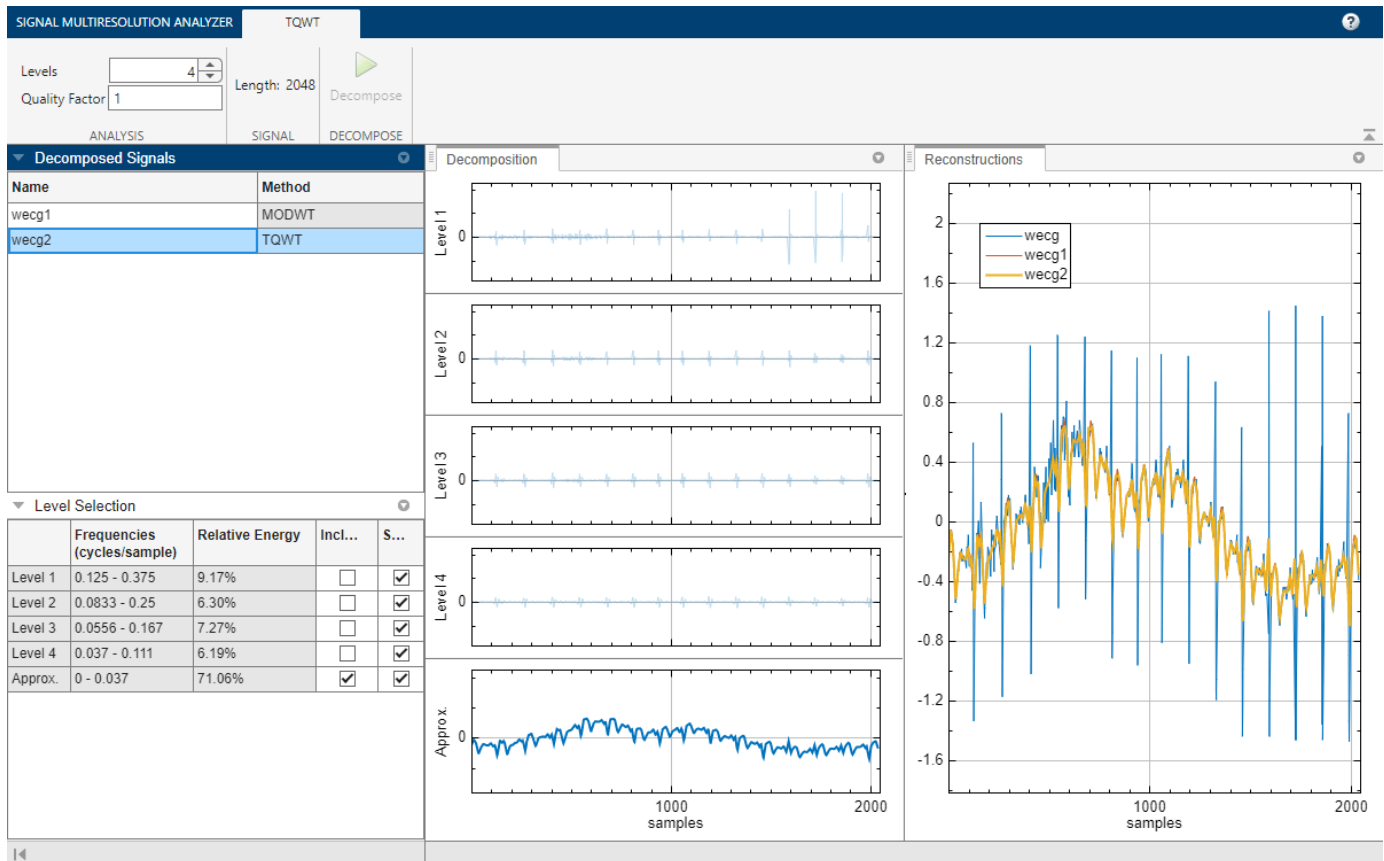 SIGNAL MULTIRESOLUTION ANALYZER
TQWT
?
Levels 4
Quality Factor 1
Length: 2048
Decompose
ANALYSIS
SIGNAL
DECOMPOSE
Decomposed Signals
Name Method
wecg1 MODWT
wecg2 TQWT
Level Selection
Frequencies (cycles/sample) Relative Energy Incl... S...
Level 1 0.125 - 0.375 9.17%
Level 2 0.0833 - 0.25 6.30%
Level 3 0.0556 - 0.167 7.27%
Level 4 0.037 - 0.111 6.19%
Approx. 0 - 0.037 71.06%
Decomposition
Level 1
0
Level 2
0
Level 3
0
Level 4
0
Approx.
0
1000 2000
samples
Reconstructions
wecg
wecg1
wecg2
2
1.6
1.2
0.8
0.4
0
-0.4
-0.8
-1.2
-1.6
1000 2000
samples